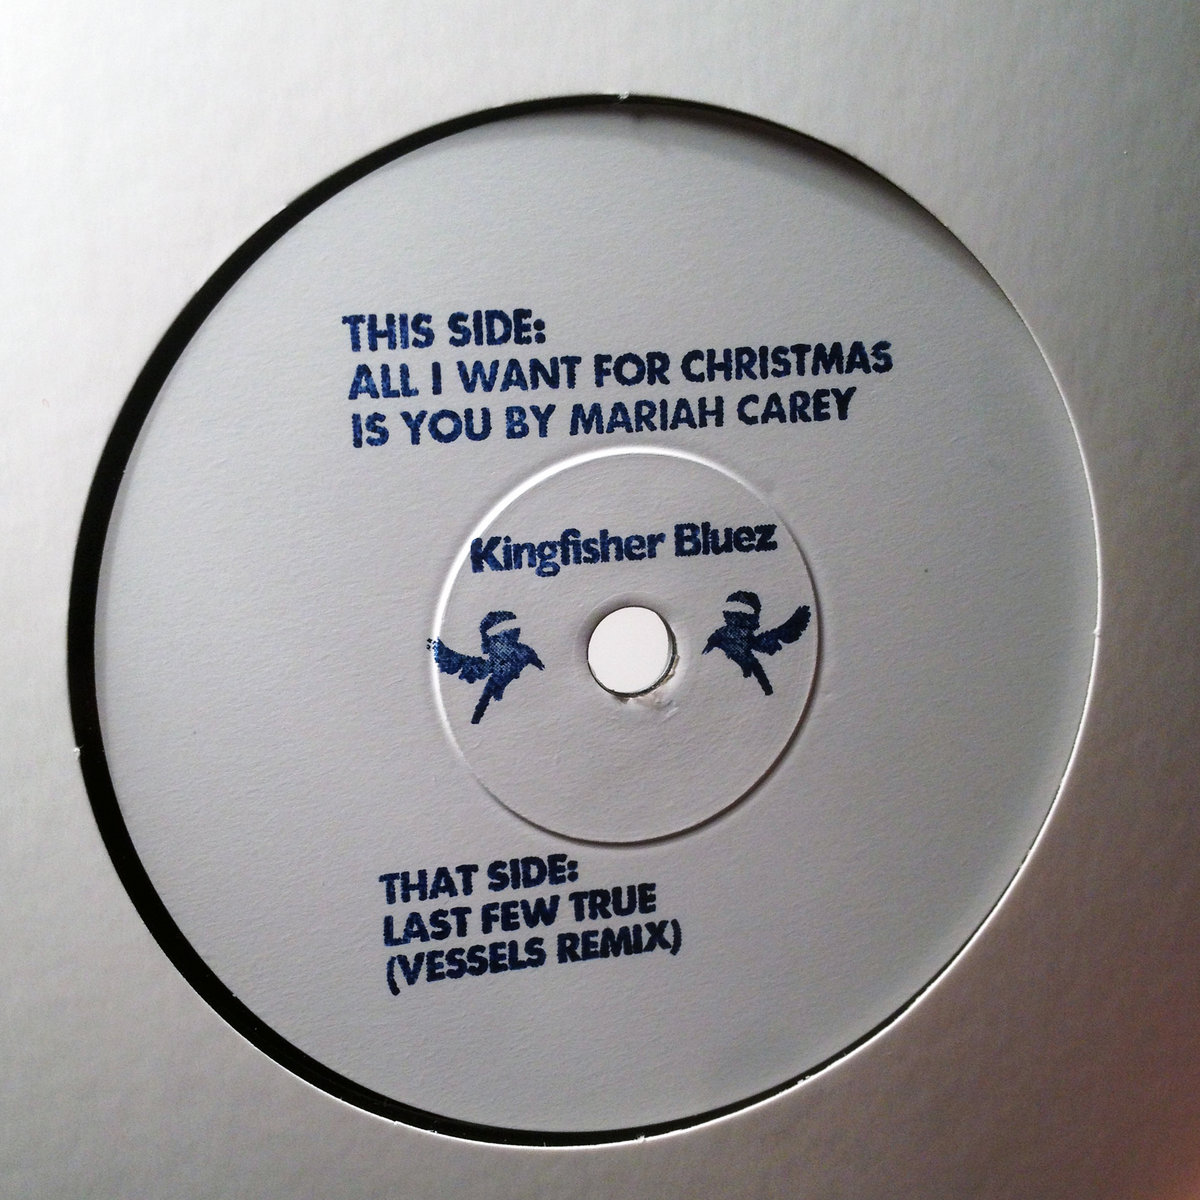 THIS SIDE:
ALL I WANT FOR CHRISTMAS
IS YOU BY MARIAH CAREY
Kingfisher Bluez
THAT SIDE:
LAST FEW TRUE
(VESSELS REMIX)